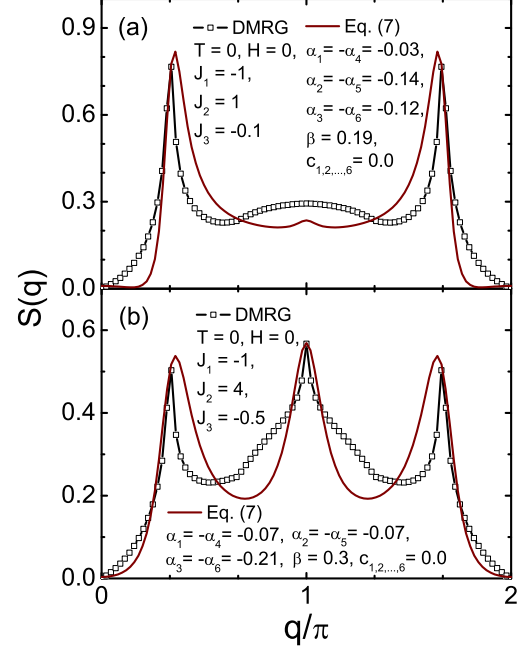 0.9
(a)
DMRG
T = 0, H = 0,
J1 = -1,
J2 = 1
J3 = -0.1
Eq. (7)
α1= -α4= -0.03,
α2= -α5= -0.14,
α3= -α6= -0.12,
β = 0.19,
c1,2,...,6= 0.0
0.6
0.3
0.0
S(q)
(b)
DMRG
T = 0, H = 0,
J1 = -1,
J2 = 4,
J3 = -0.5
0.6
0.4
0.2
0.0
Eq. (7)
α1= -α4= -0.07, α2= -α5= -0.07,
α3= -α6= -0.21, β = 0.3, c1,2,...,6= 0.0
0 1 2
q/π